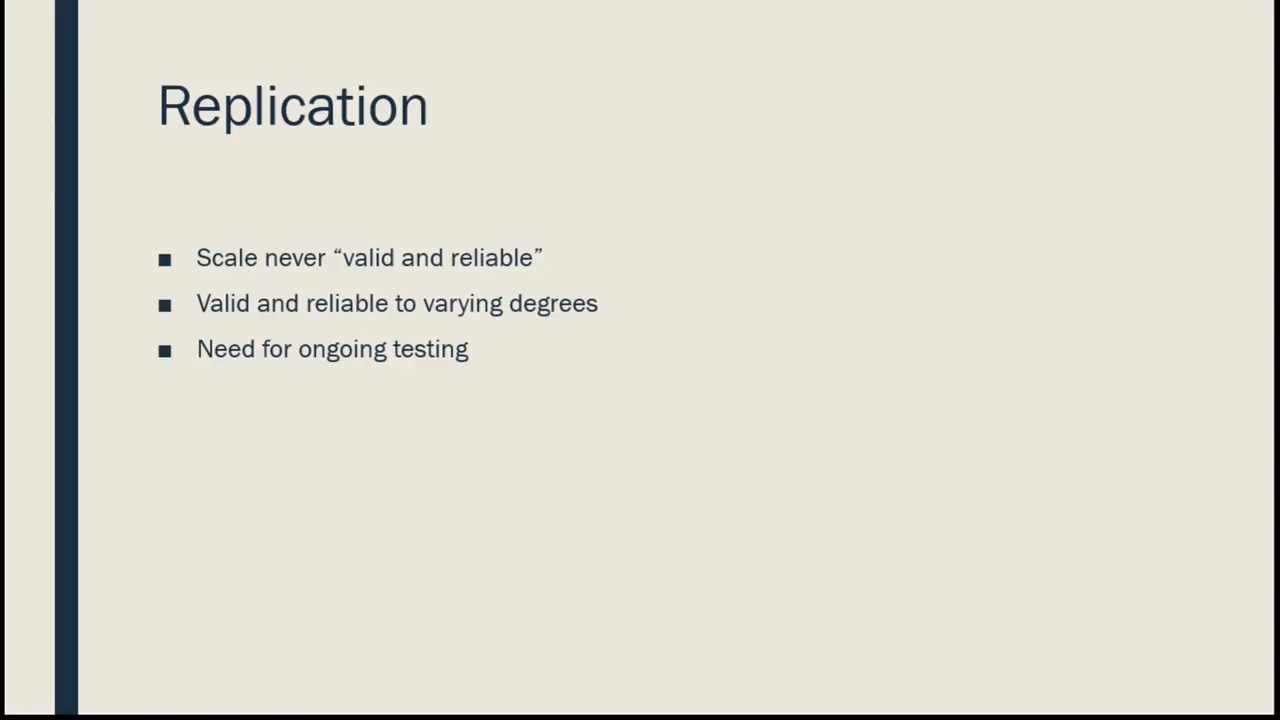 Replication
■ Scale never “valid and reliable”
■ Valid and reliable to varying degrees
■ Need for ongoing testing